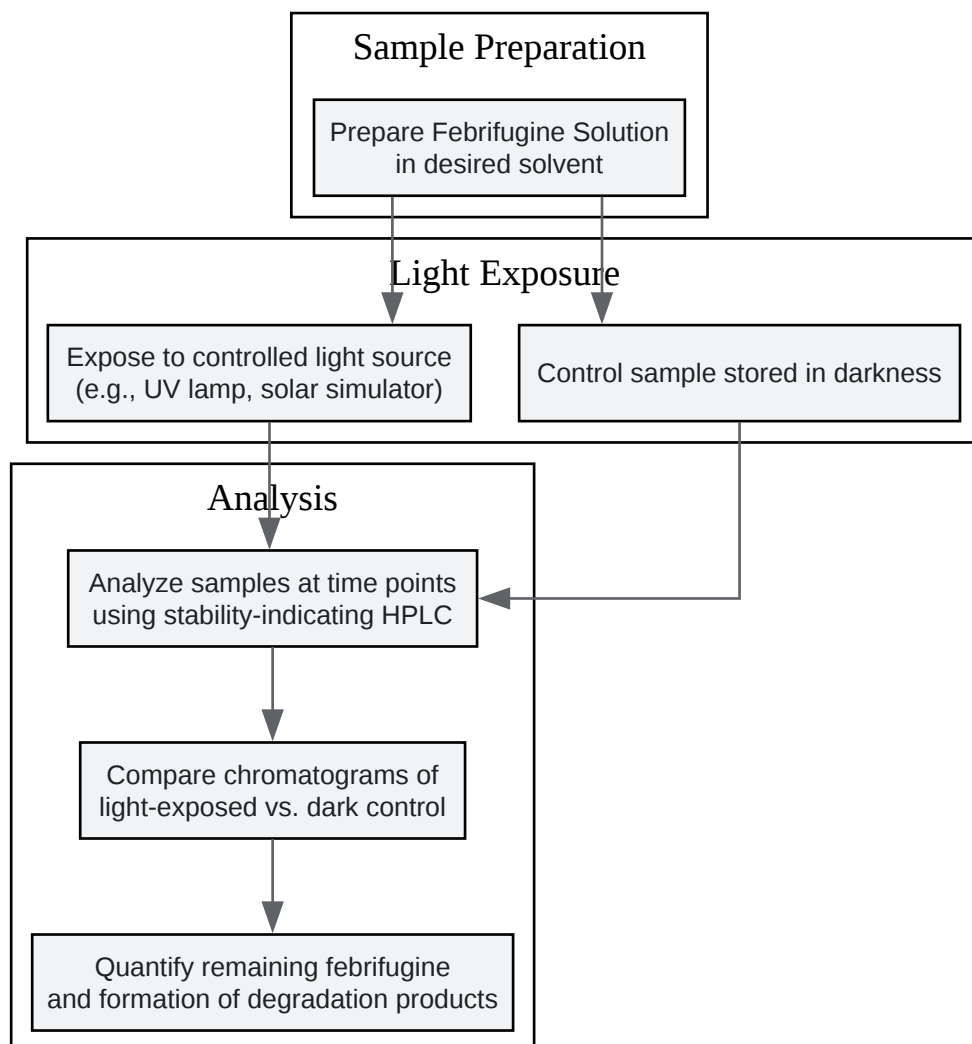 Sample Preparation
Prepare Febrifugine Solution
in desired solvent
Light Exposure
Expose to controlled light source
(e.g., UV lamp, solar simulator)
Control sample stored in darkness
Analysis
Analyze samples at time points
using stability-indicating HPLC
Compare chromatograms of
light-exposed vs. dark control
Quantify remaining febrifugine
and formation of degradation products